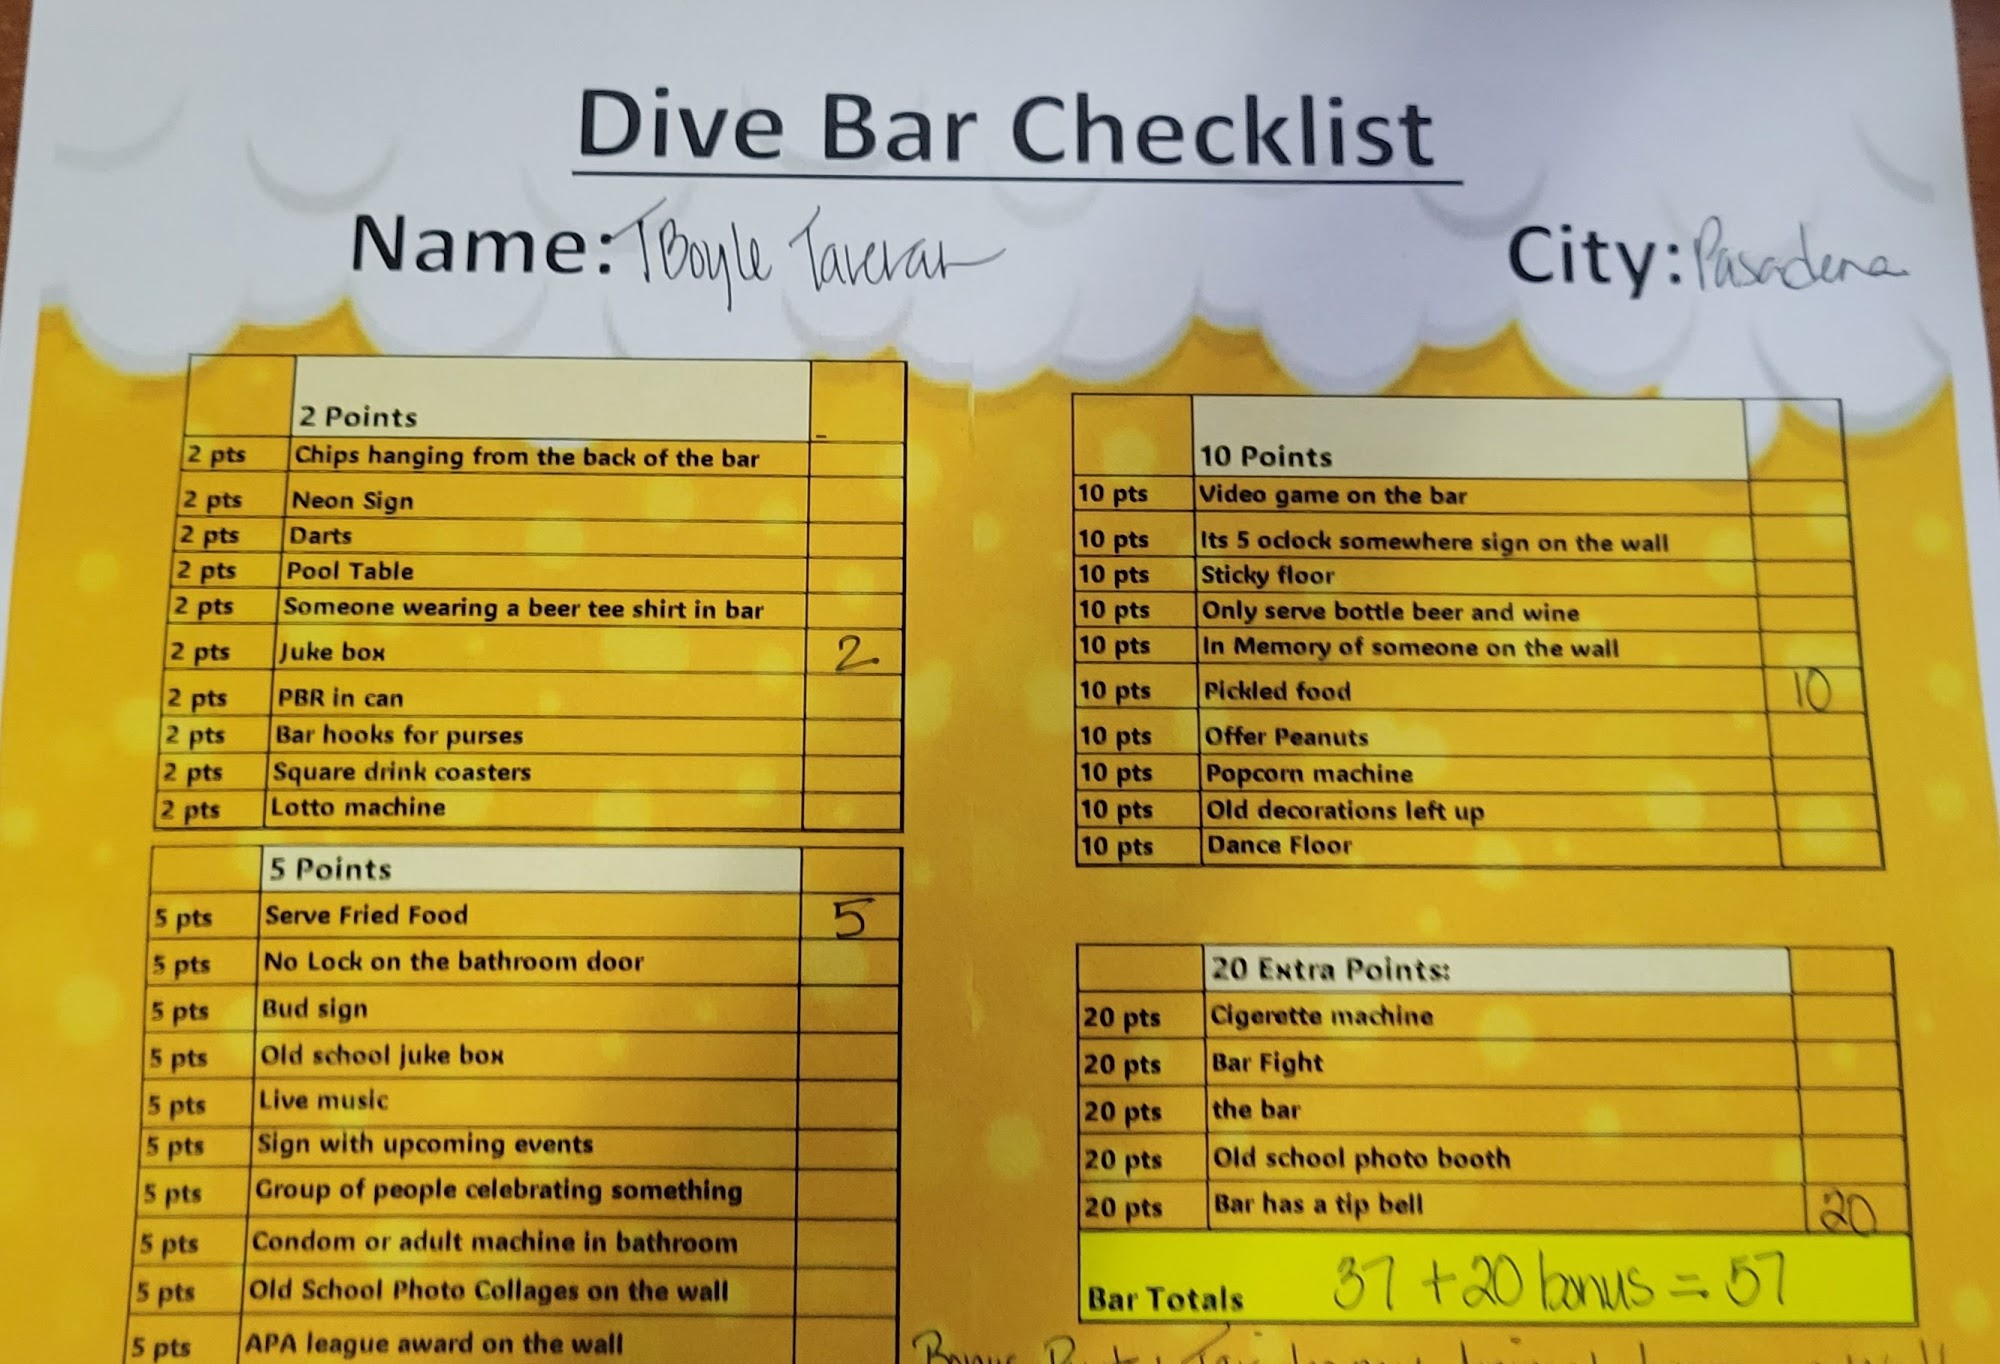 Dive Bar Checklist
Name: TBoyle Tavern
City: Pasadena
2 Points
2 pts Chips hanging from the back of the bar
2 pts Neon Sign
2 pts Darts
2 pts Pool Table
2 pts Someone wearing a beer tee shirt in bar
2 pts Juke box 2
2 pts PBR in can
2 pts Bar hooks for purses
2 pts Square drink coasters
2 pts Lotto machine
5 Points
5 pts Serve Fried Food 5
5 pts No Lock on the bathroom door
5 pts Bud sign
5 pts Old school juke box
5 pts Live music
5 pts Sign with upcoming events
5 pts Group of people celebrating something
5 pts Condom or adult machine in bathroom
5 pts Old School Photo Collages on the wall
5 pts APA league award on the wall
10 Points
10 pts Video game on the bar
10 pts Its 5 oclock somewhere sign on the wall
10 pts Sticky floor
10 pts Only serve bottle beer and wine
10 pts In Memory of someone on the wall
10 pts Pickled food 10
10 pts Offer Peanuts
10 pts Popcorn machine
10 pts Old decorations left up
10 pts Dance Floor
20 Extra Points:
20 pts Cigerette machine
20 pts Bar Fight
20 pts the bar
20 pts Old school photo booth
20 pts Bar has a tip bell 20
Bar Totals 37 + 20 bonus = 57
Bonus